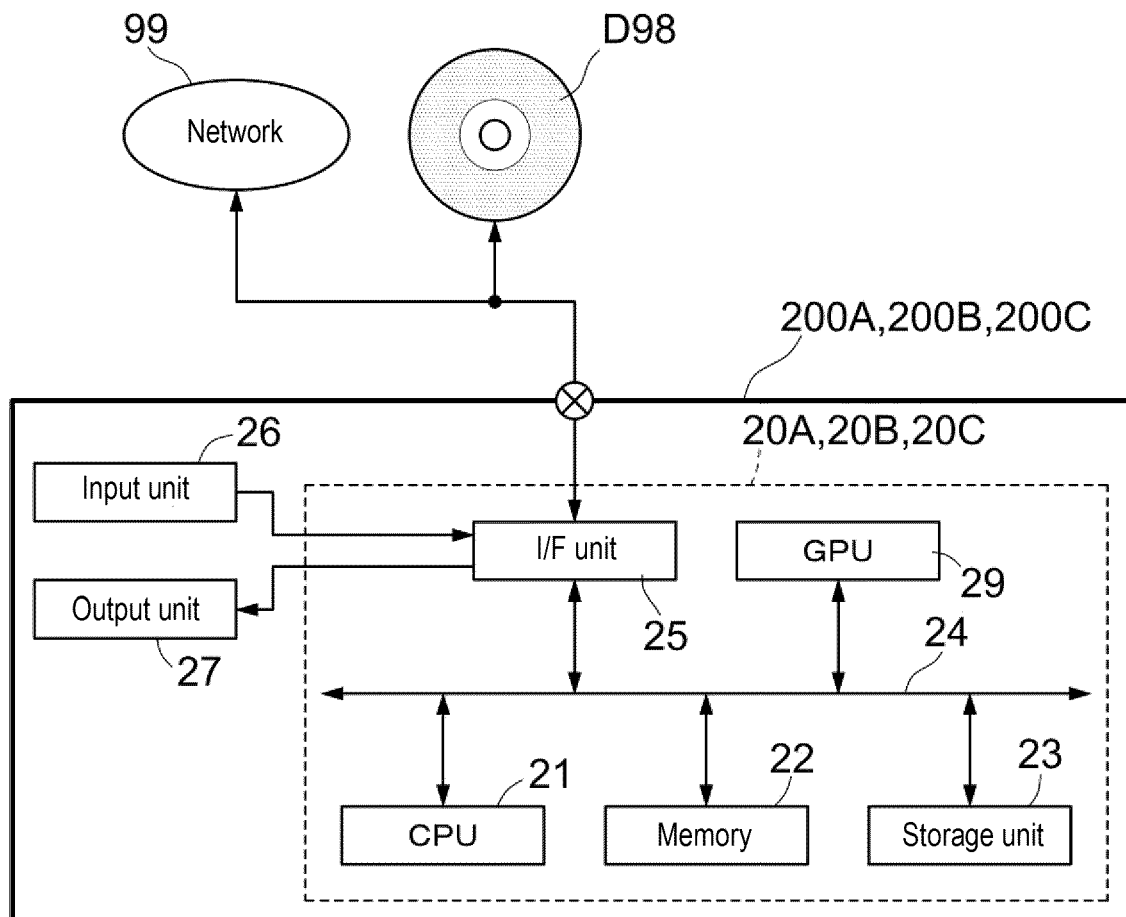 99
D98
Network
200A,200B,200C
26
20A,20B,20C
Input unit
I/F unit
GPU
Output unit
25
29
27
24
21
22
23
CPU
Memory
Storage unit